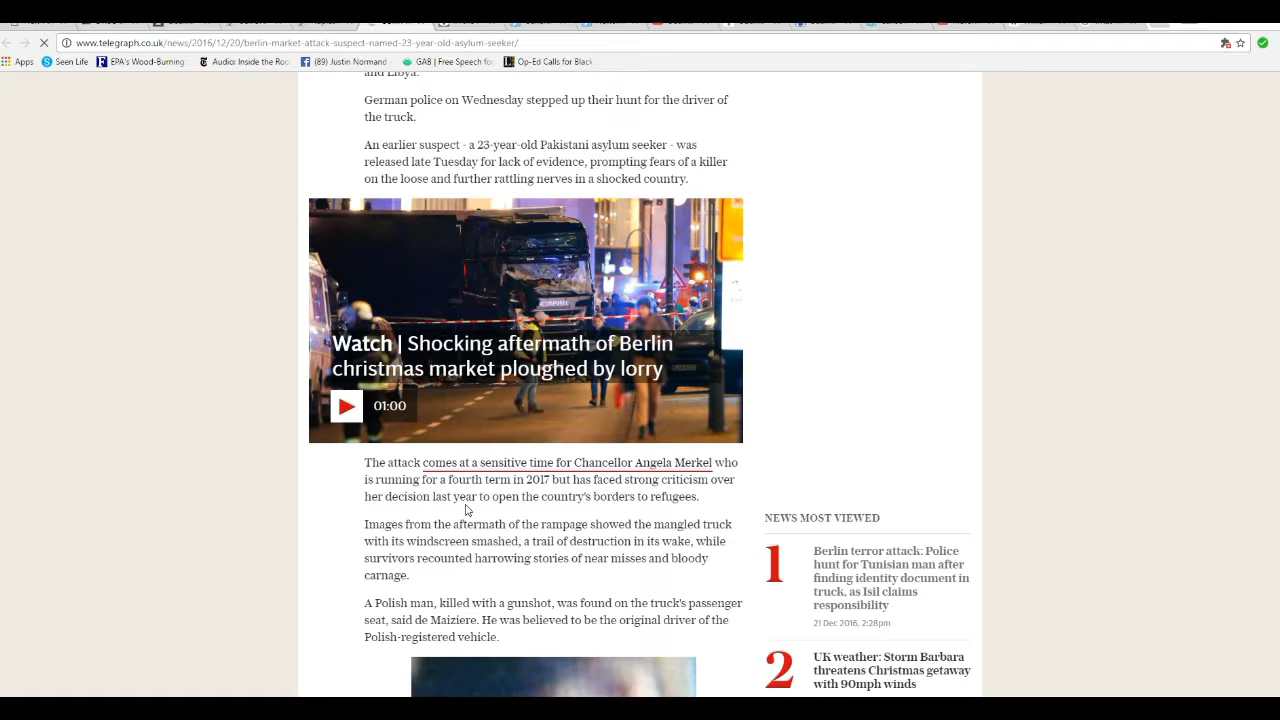 www.telegraph.co.uk/news/2016/12/20/berlin-market-attack-suspect-named-23-year-old-asylum-seeker/
Apps Seen Life EPA's Wood-Burning Audio: Inside the Roo (89) Justin Normand - GAB | Free Speech fo Op-Ed Calls for Black
and Libya.
German police on Wednesday stepped up their hunt for the driver of
the truck.
An earlier suspect - a 23-year-old Pakistani asylum seeker - was
released late Tuesday for lack of evidence, prompting fears of a killer
on the loose and further rattling nerves in a shocked country.
Watch | Shocking aftermath of Berlin
christmas market ploughed by lorry
01:00
The attack comes at a sensitive time for Chancellor Angela Merkel who
is running for a fourth term in 2017 but has faced strong criticism over
her decision last year to open the country's borders to refugees.
Images from the aftermath of the rampage showed the mangled truck
with its windscreen smashed, a trail of destruction in its wake, while
survivors recounted harrowing stories of near misses and bloody
carnage.
A Polish man, killed with a gunshot, was found on the truck's passenger
seat, said de Maiziere. He was believed to be the original driver of the
Polish-registered vehicle.
NEWS MOST VIEWED
1
Berlin terror attack: Police
hunt for Tunisian man after
finding identity document in
truck, as Isil claims
responsibility
21 Dec 2016, 2:28pm
2
UK weather: Storm Barbara
threatens Christmas getaway
with 90mph winds